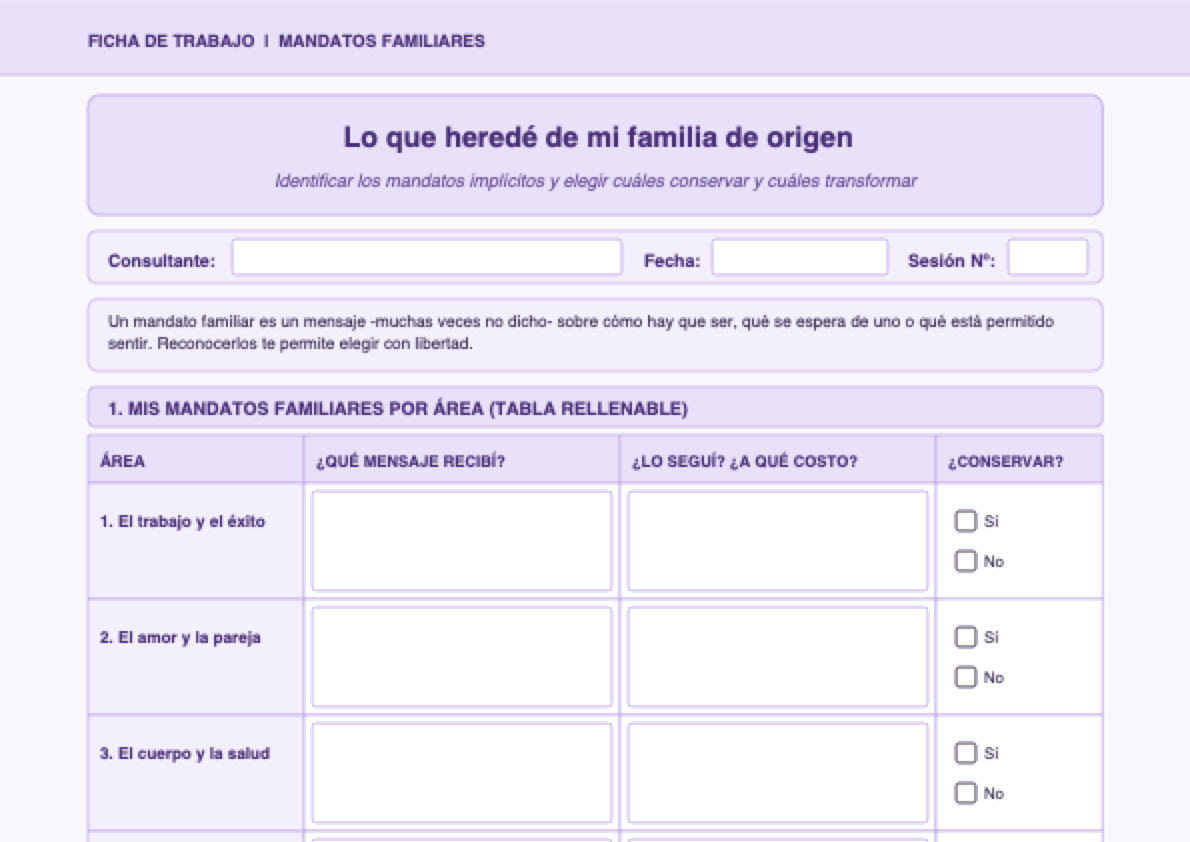 FICHA DE TRABAJO | MANDATOS FAMILIARES
Lo que heredé de mi familia de origen
Identificar los mandatos implícitos y elegir cuáles conservar y cuáles transformar
Consultante: Fecha: Sesión Nº:
Un mandato familiar es un mensaje -muchas veces no dicho- sobre cómo hay que ser, qué se espera de uno o qué está permitido
sentir. Reconocerlos te permite elegir con libertad.
1. MIS MANDATOS FAMILIARES POR ÁREA (TABLA RELLENABLE)
ÁREA ¿QUÉ MENSAJE RECIBÍ? ¿LO SEGUÍ? ¿A QUÉ COSTO? ¿CONSERVAR?
1. El trabajo y el éxito Sí
No
2. El amor y la pareja Sí
No
3. El cuerpo y la salud Sí
No